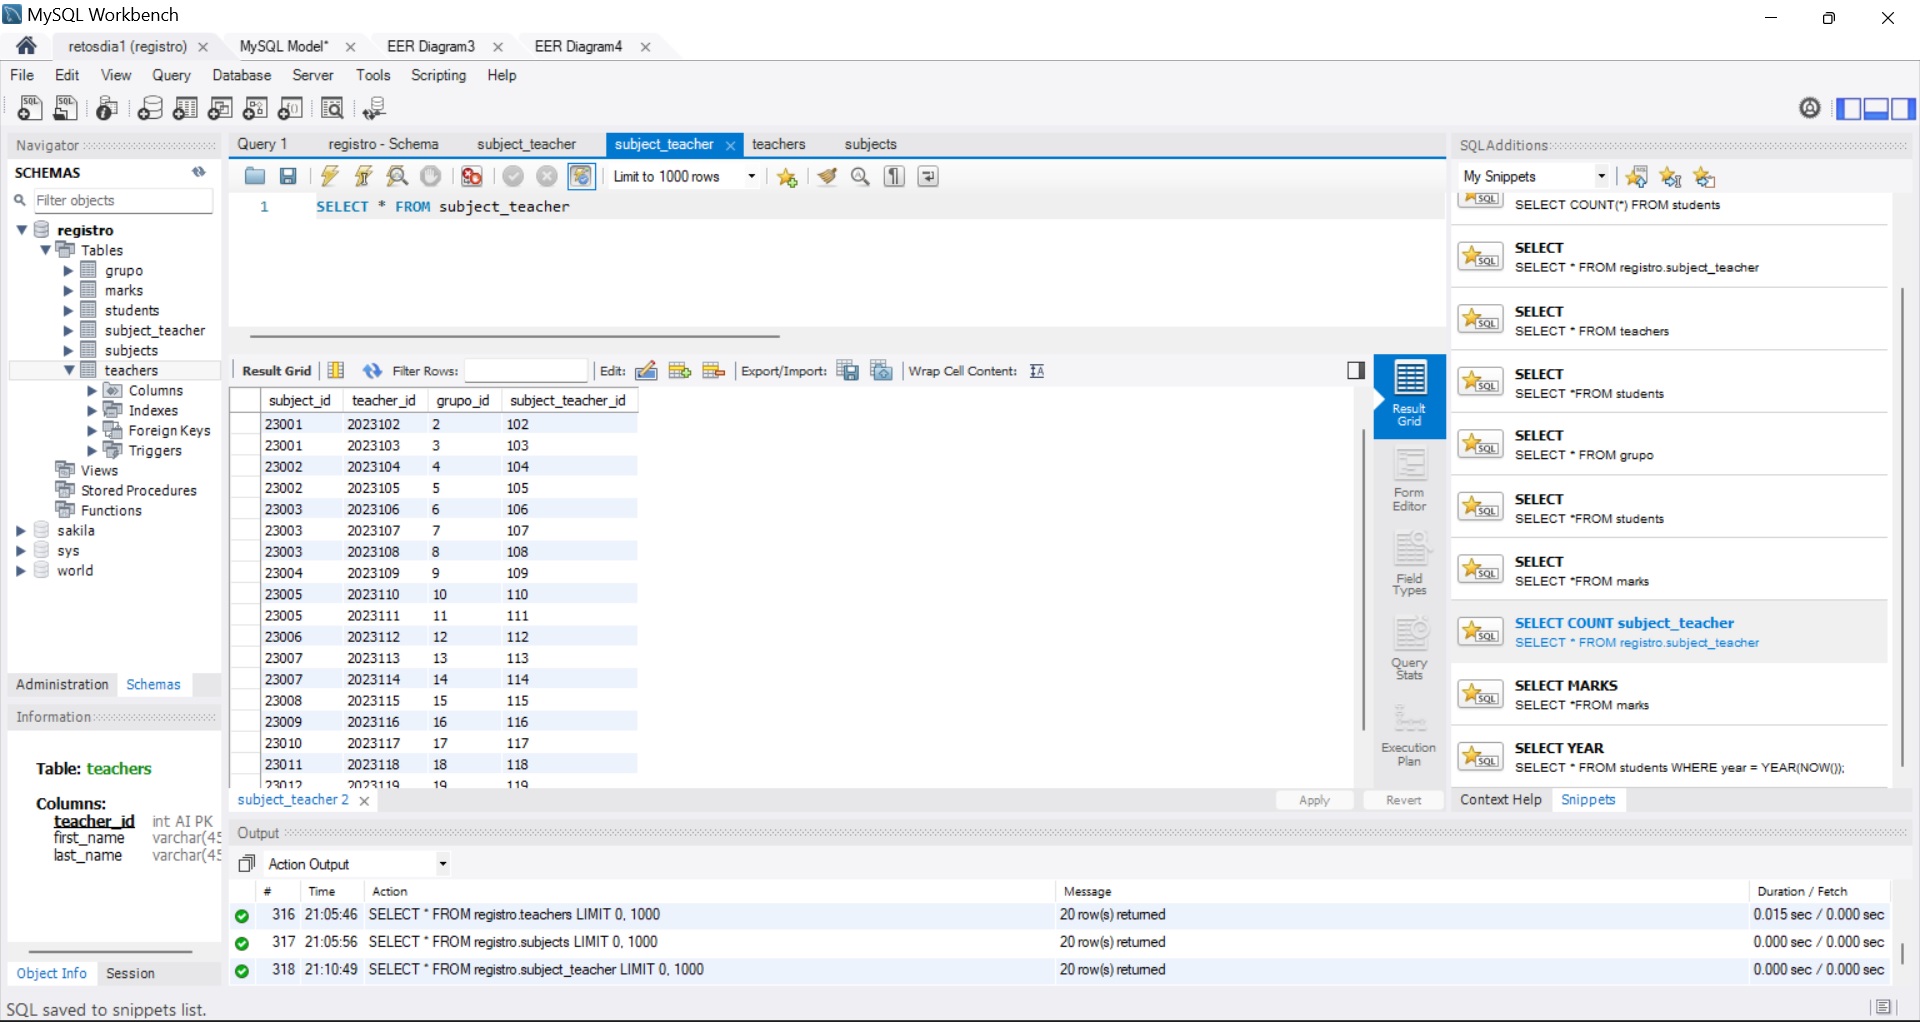 MySQL Workbench
retosdia1 (registro) MySQL Model* EER Diagram3 EER Diagram4
File Edit View Query Database Server Tools Scripting Help
Navigator
SCHEMAS
Filter objects
registro
Tables
grupo
marks
students
subject_teacher
subjects
teachers
Columns
Indexes
Foreign Keys
Triggers
Views
Stored Procedures
Functions
sakila
sys
world
Administration Schemas
Information
Table: teachers
Columns:
teacher_id int AI PK
first_name varchar(45
last_name varchar(45
Object Info Session
SQL saved to snippets list.
Query 1 registro - Schema subject_teacher subject_teacher teachers subjects
Limit to 1000 rows
1 SELECT * FROM subject_teacher
Result Grid Filter Rows: Edit: Export/Import: Wrap Cell Content:
subject_id teacher_id grupo_id subject_teacher_id
23001 2023102 2 102
23001 2023103 3 103
23002 2023104 4 104
23002 2023105 5 105
23003 2023106 6 106
23003 2023107 7 107
23003 2023108 8 108
23004 2023109 9 109
23005 2023110 10 110
23005 2023111 11 111
23006 2023112 12 112
23007 2023113 13 113
23007 2023114 14 114
23008 2023115 15 115
23009 2023116 16 116
23010 2023117 17 117
23011 2023118 18 118
23012 2023119 19 119
Result
Grid
Form
Editor
Field
Types
Query
Stats
Execution
Plan
subject_teacher 2 Apply Revert
SQLAdditions
My Snippets
SELECT COUNT(*) FROM students
SELECT
SELECT * FROM registro.subject_teacher
SELECT
SELECT * FROM teachers
SELECT
SELECT *FROM students
SELECT
SELECT * FROM grupo
SELECT
SELECT *FROM students
SELECT
SELECT *FROM marks
SELECT COUNT subject_teacher
SELECT * FROM registro.subject_teacher
SELECT MARKS
SELECT *FROM marks
SELECT YEAR
SELECT * FROM students WHERE year = YEAR(NOW());
Context Help Snippets
Output
Action Output
# Time Action Message Duration / Fetch
316 21:05:46 SELECT * FROM registro.teachers LIMIT 0, 1000 20 row(s) returned 0.015 sec / 0.000 sec
317 21:05:56 SELECT * FROM registro.subjects LIMIT 0, 1000 20 row(s) returned 0.000 sec / 0.000 sec
318 21:10:49 SELECT * FROM registro.subject_teacher LIMIT 0, 1000 20 row(s) returned 0.000 sec / 0.000 sec